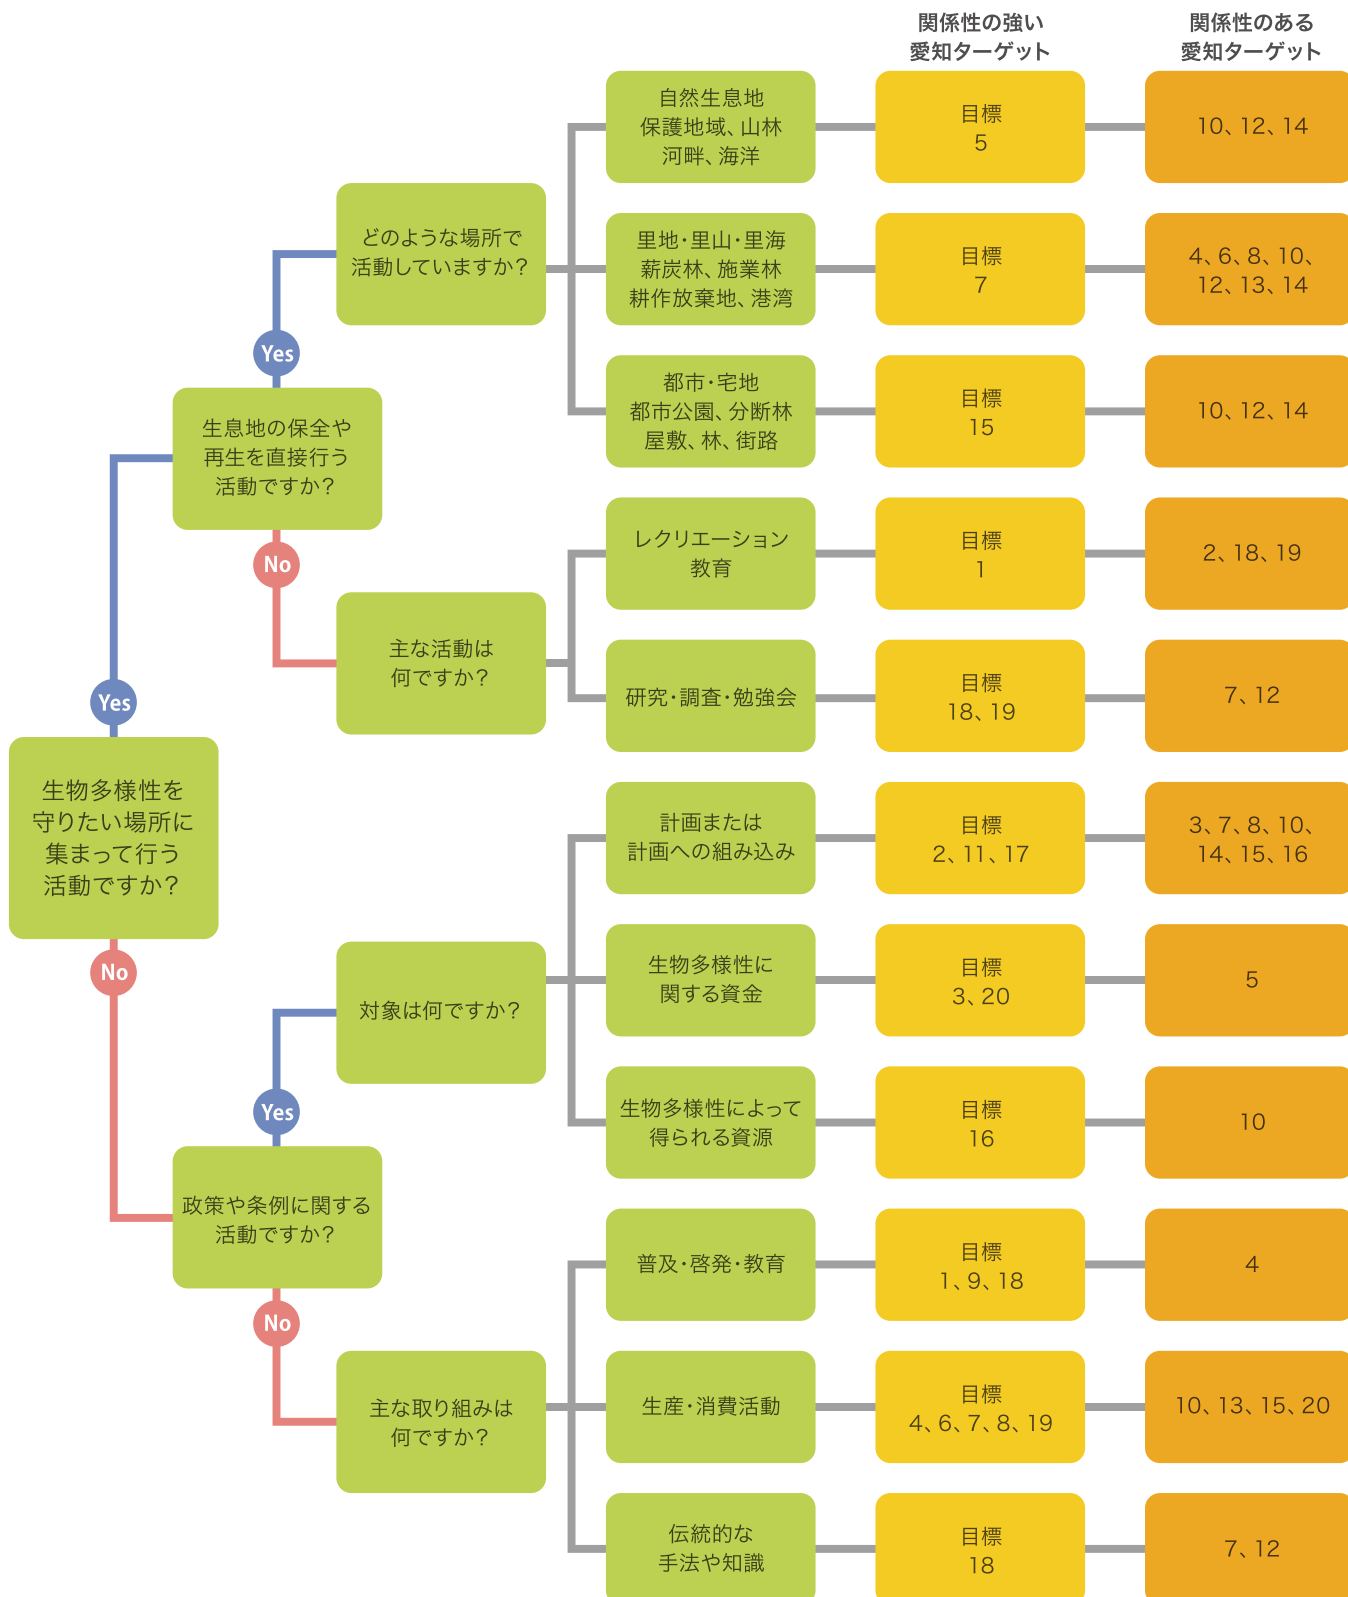 関係性の強い
愛知ターゲット
関係性のある
愛知ターゲット
自然生息地
保護地域、山林
河畔、海洋
目標
5
10、12、14
どのような場所で
活動していますか？
里地・里山・里海
薪炭林、施業林
耕作放棄地、港湾
目標
7
4、6、8、10、
12、13、14
Yes
都市・宅地
都市公園、分断林
屋敷、林、街路
目標
15
10、12、14
生息地の保全や
再生を直接行う
活動ですか？
No
レクリエーション
教育
目標
1
2、18、19
主な活動は
何ですか？
研究・調査・勉強会
目標
18、19
7、12
Yes
生物多様性を
守りたい場所に
集まって行う
活動ですか？
No
計画または
計画への組み込み
目標
2、11、17
3、7、8、10、
14、15、16
対象は何ですか？
生物多様性に
関する資金
目標
3、20
5
Yes
生物多様性によって
得られる資源
目標
16
10
政策や条例に関する
活動ですか？
No
普及・啓発・教育
目標
1、9、18
4
主な取り組みは
何ですか？
生産・消費活動
目標
4、6、7、8、19
10、13、15、20
伝統的な
手法や知識
目標
18
7、12